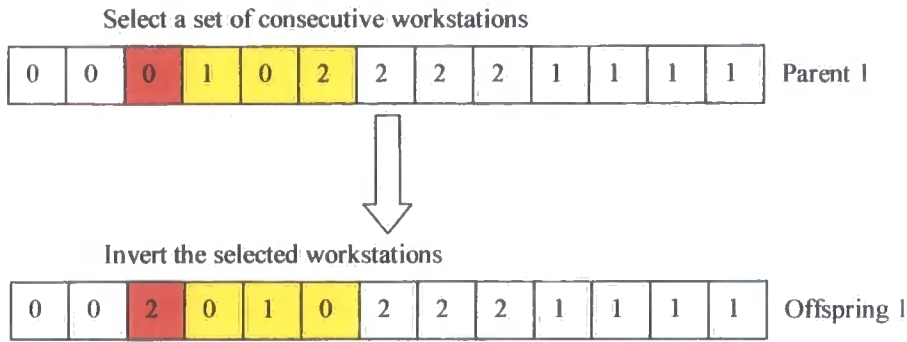 Select a set of consecutive workstations
0 0 0 1 0 2 2 2 2 1 1 1 1 Parent 1
Invert the selected workstations
0 0 2 0 1 0 2 2 2 1 1 1 1 Offspring 1